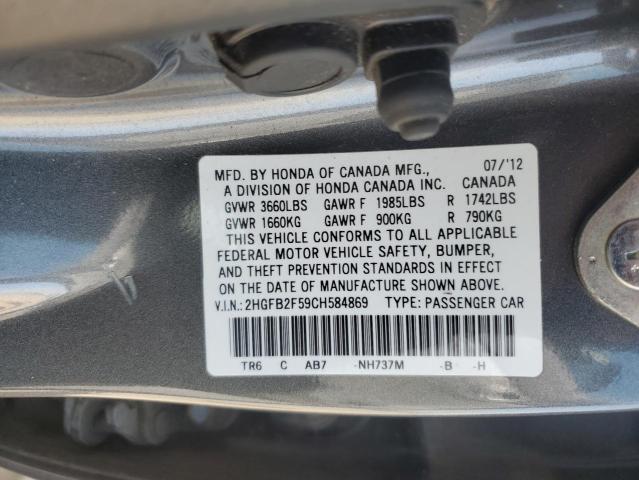 MFD. BY HONDA OF CANADA MFG., 07/'12
A DIVISION OF HONDA CANADA INC. CANADA
GVWR 3660LBS GAWR F 1985LBS R 1742LBS
GVWR 1660KG GAWR F 900KG R 790KG
THIS VEHICLE CONFORMS TO ALL APPLICABLE
FEDERAL MOTOR VEHICLE SAFETY, BUMPER,
AND THEFT PREVENTION STANDARDS IN EFFECT
ON THE DATE OF MANUFACTURE SHOWN ABOVE.
V.I.N.: 2HGFB2F59CH584869 TYPE: PASSENGER CAR
TR6 C AB7 -NH737M -B -H